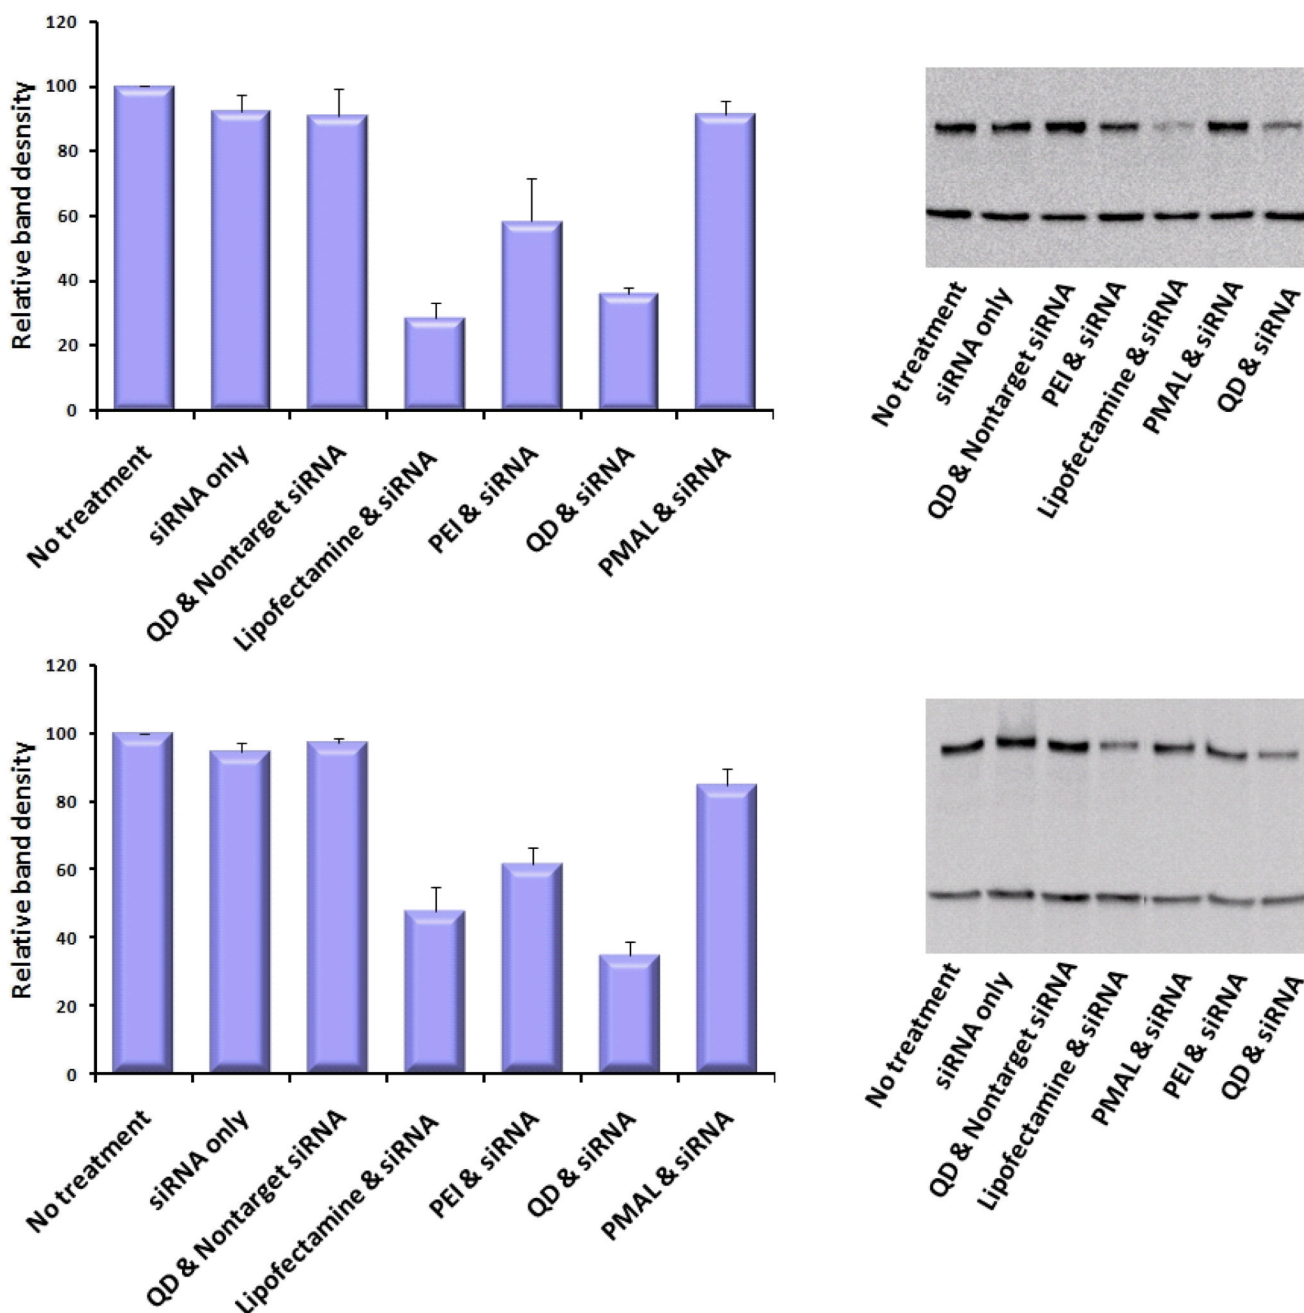 120
100
80
60
40
20
0
Relative band desnsity
No treatment
siRNA only
QD & Nontarget siRNA
Lipofectamine & siRNA
PEI & siRNA
QD & siRNA
PMAL & siRNA
No treatment
siRNA only
QD & Nontarget siRNA
PEI & siRNA
Lipofectamine & siRNA
PMAL & siRNA
QD & siRNA
120
100
80
60
40
20
0
Relative band density
No treatment
siRNA only
QD & Nontarget siRNA
Lipofectamine & siRNA
PEI & siRNA
QD & siRNA
PMAL & siRNA
No treatment
siRNA only
QD & Nontarget siRNA
Lipofectamine & siRNA
PMAL & siRNA
PEI & siRNA
QD & siRNA